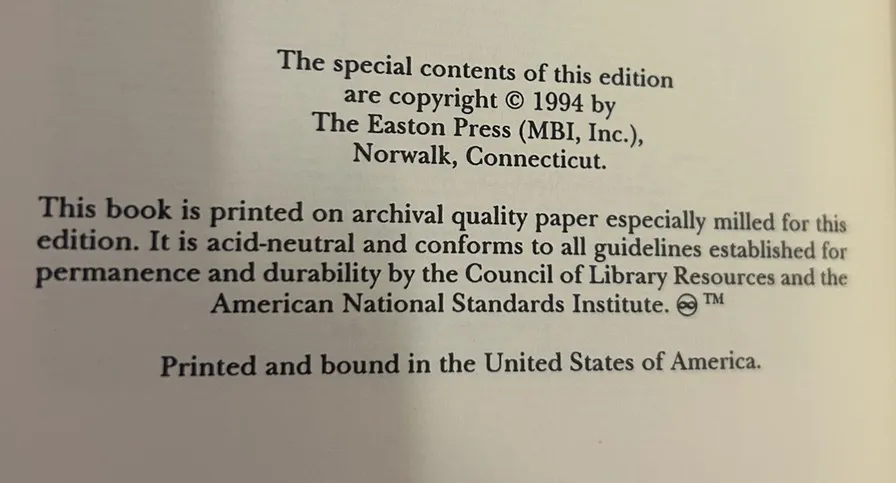 The special contents of this edition
are copyright © 1994 by
The Easton Press (MBI, Inc.),
Norwalk, Connecticut.
This book is printed on archival quality paper especially milled for this
edition. It is acid-neutral and conforms to all guidelines established for
permanence and durability by the Council of Library Resources and the
American National Standards Institute. ♾ ™
Printed and bound in the United States of America.